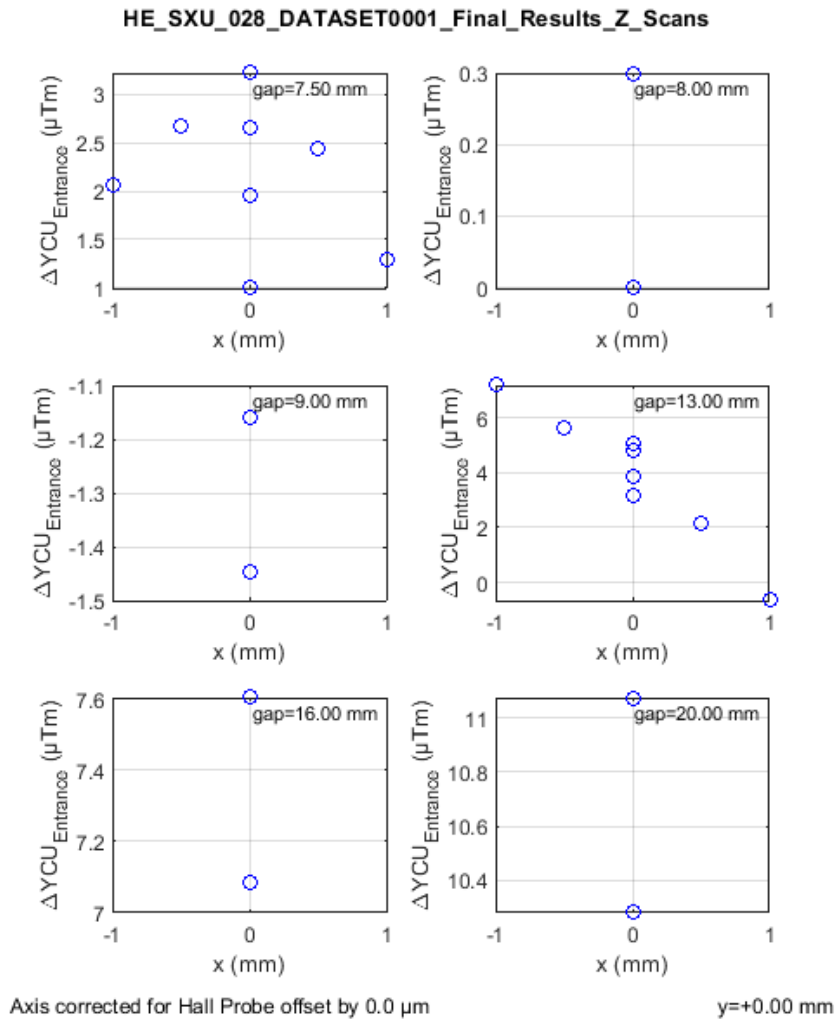 HE_SXU_028_DATASET0001_Final_Results_Z_Scans
ΔYCU_Entrance (μTm)
3
2.5
2
1.5
1
gap=7.50 mm
-1 0 1
x (mm)
ΔYCU_Entrance (μTm)
0.3
0.2
0.1
0
gap=8.00 mm
-1 0 1
x (mm)
ΔYCU_Entrance (μTm)
-1.1
-1.2
-1.3
-1.4
-1.5
gap=9.00 mm
-1 0 1
x (mm)
ΔYCU_Entrance (μTm)
6
4
2
0
gap=13.00 mm
-1 0 1
x (mm)
ΔYCU_Entrance (μTm)
7.6
7.4
7.2
7
gap=16.00 mm
-1 0 1
x (mm)
ΔYCU_Entrance (μTm)
11
10.8
10.6
10.4
gap=20.00 mm
-1 0 1
x (mm)
Axis corrected for Hall Probe offset by 0.0 μm
y=+0.00 mm